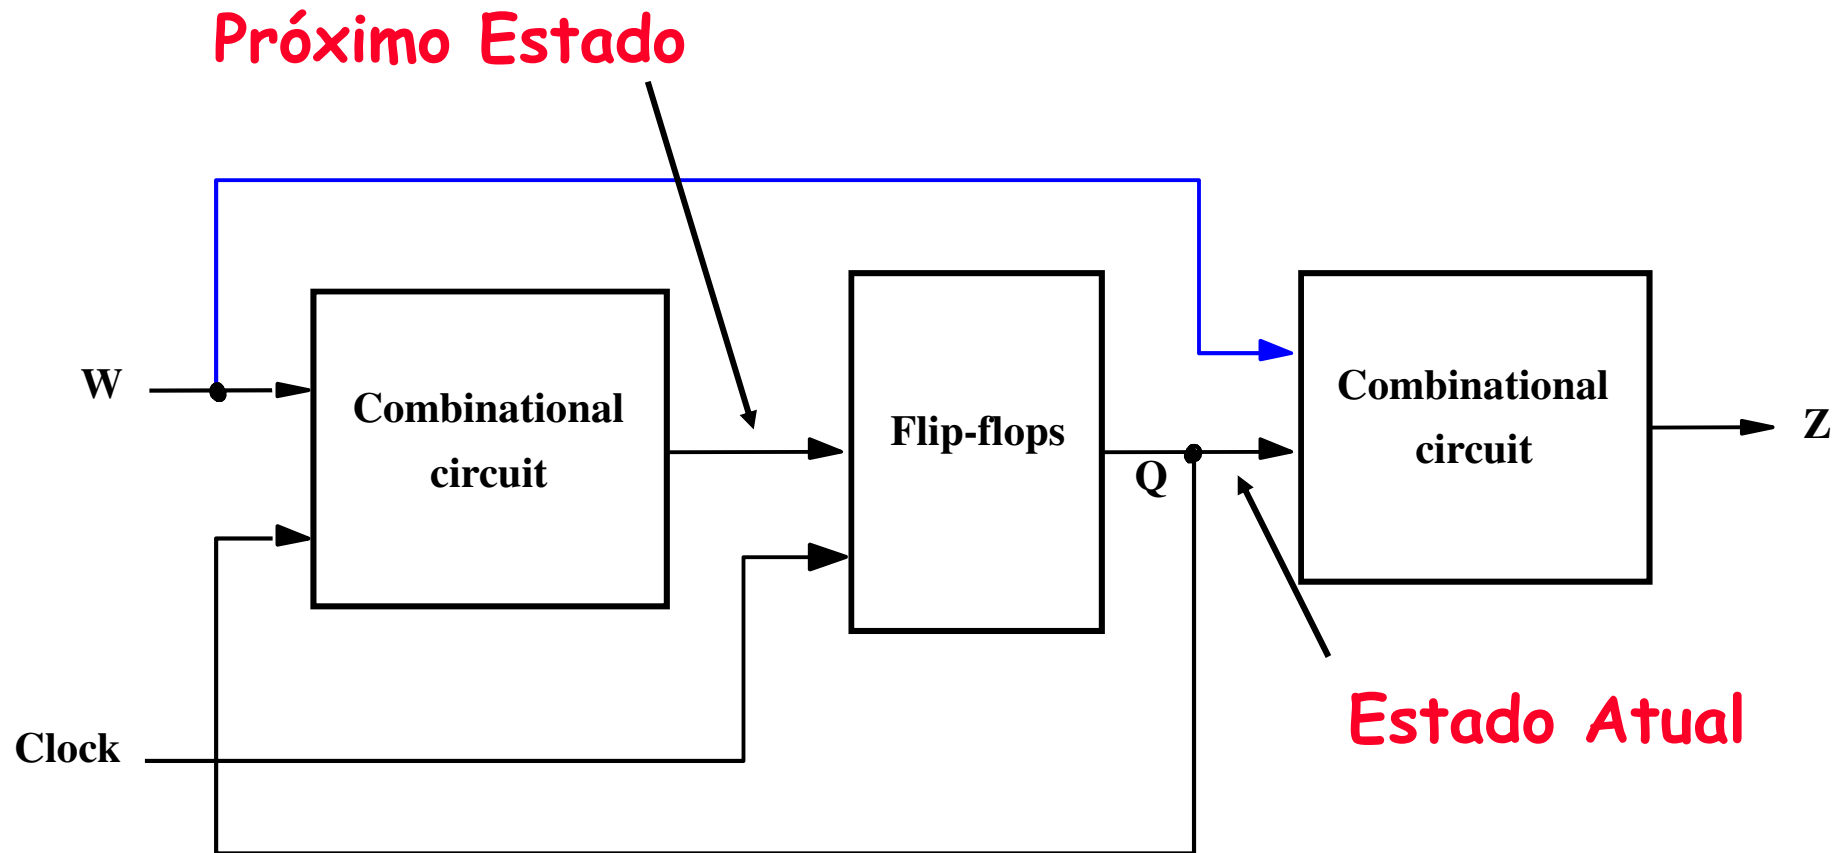 Próximo Estado
W
Combinational
circuit
Flip-flops
Q
Combinational
circuit
Z
Clock
Estado Atual